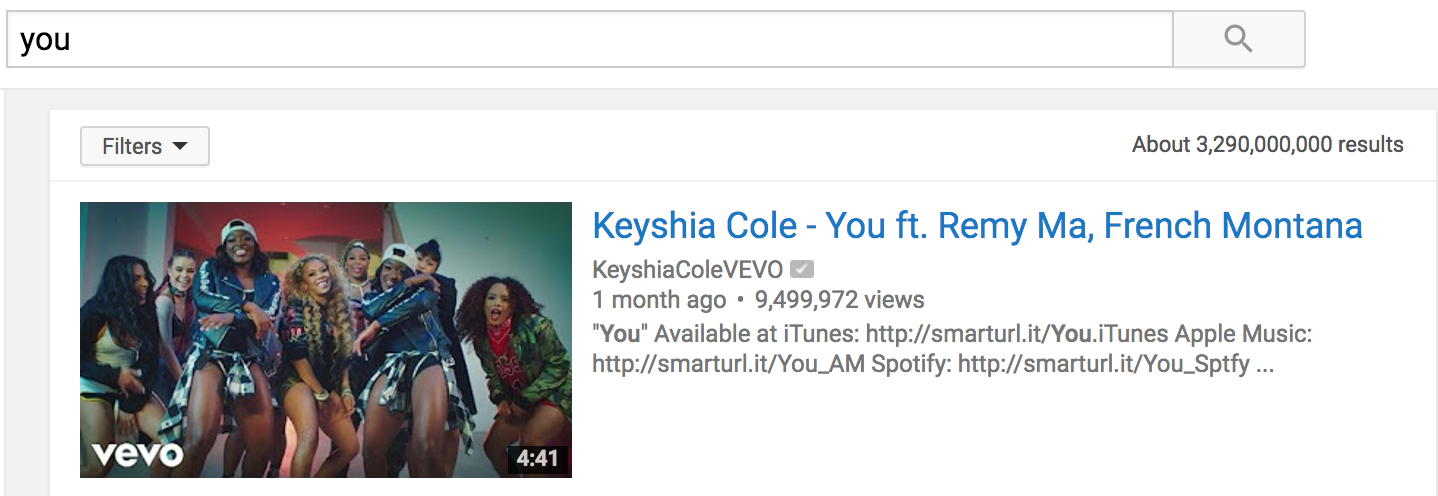 you
Filters
About 3,290,000,000 results
Keyshia Cole - You ft. Remy Ma, French Montana
KeyshiaColeVEVO
1 month ago • 9,499,972 views
"You" Available at iTunes: http://smarturl.it/You.iTunes Apple Music:
http://smarturl.it/You_AM Spotify: http://smarturl.it/You_Sptfy ...
vevo
4:41